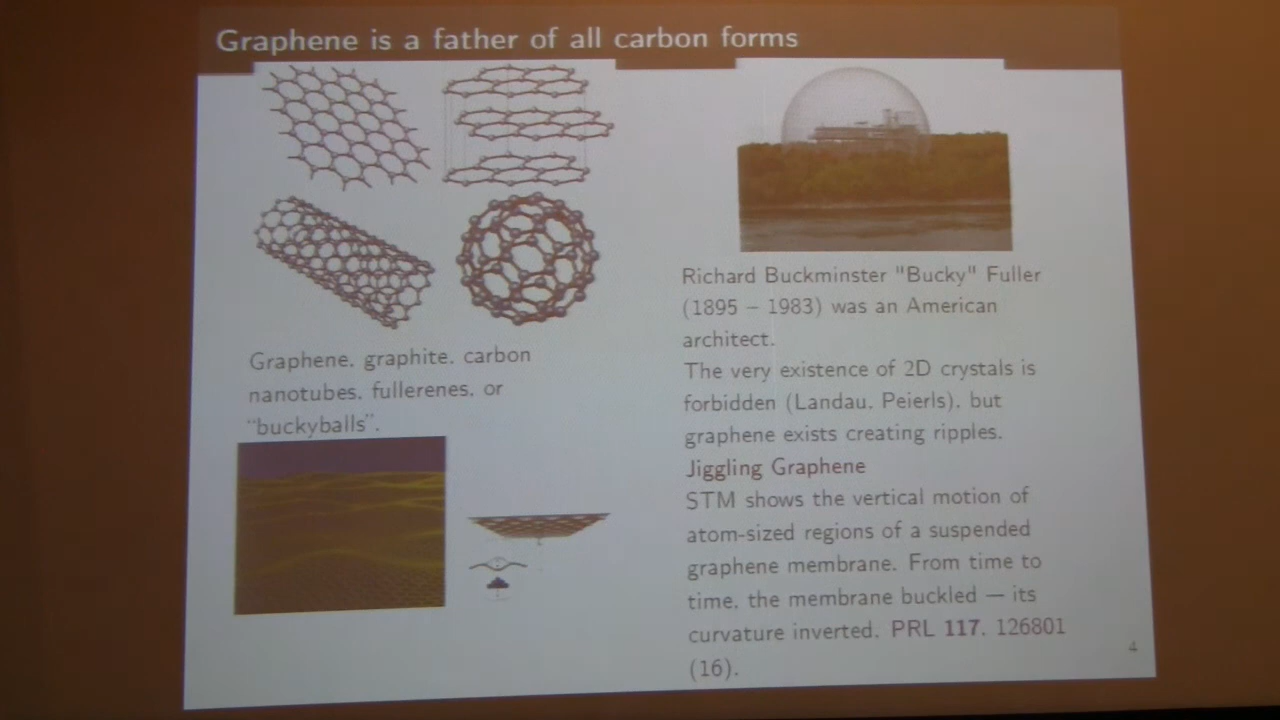 Graphene is a father of all carbon forms
Graphene, graphite, carbon
nanotubes, fullerenes, or
“buckyballs”.
Richard Buckminster "Bucky" Fuller
(1895 – 1983) was an American
architect.
The very existence of 2D crystals is
forbidden (Landau, Peierls), but
graphene exists creating ripples.
Jiggling Graphene
STM shows the vertical motion of
atom-sized regions of a suspended
graphene membrane. From time to
time, the membrane buckled — its
curvature inverted. PRL 117, 126801
(16).
4